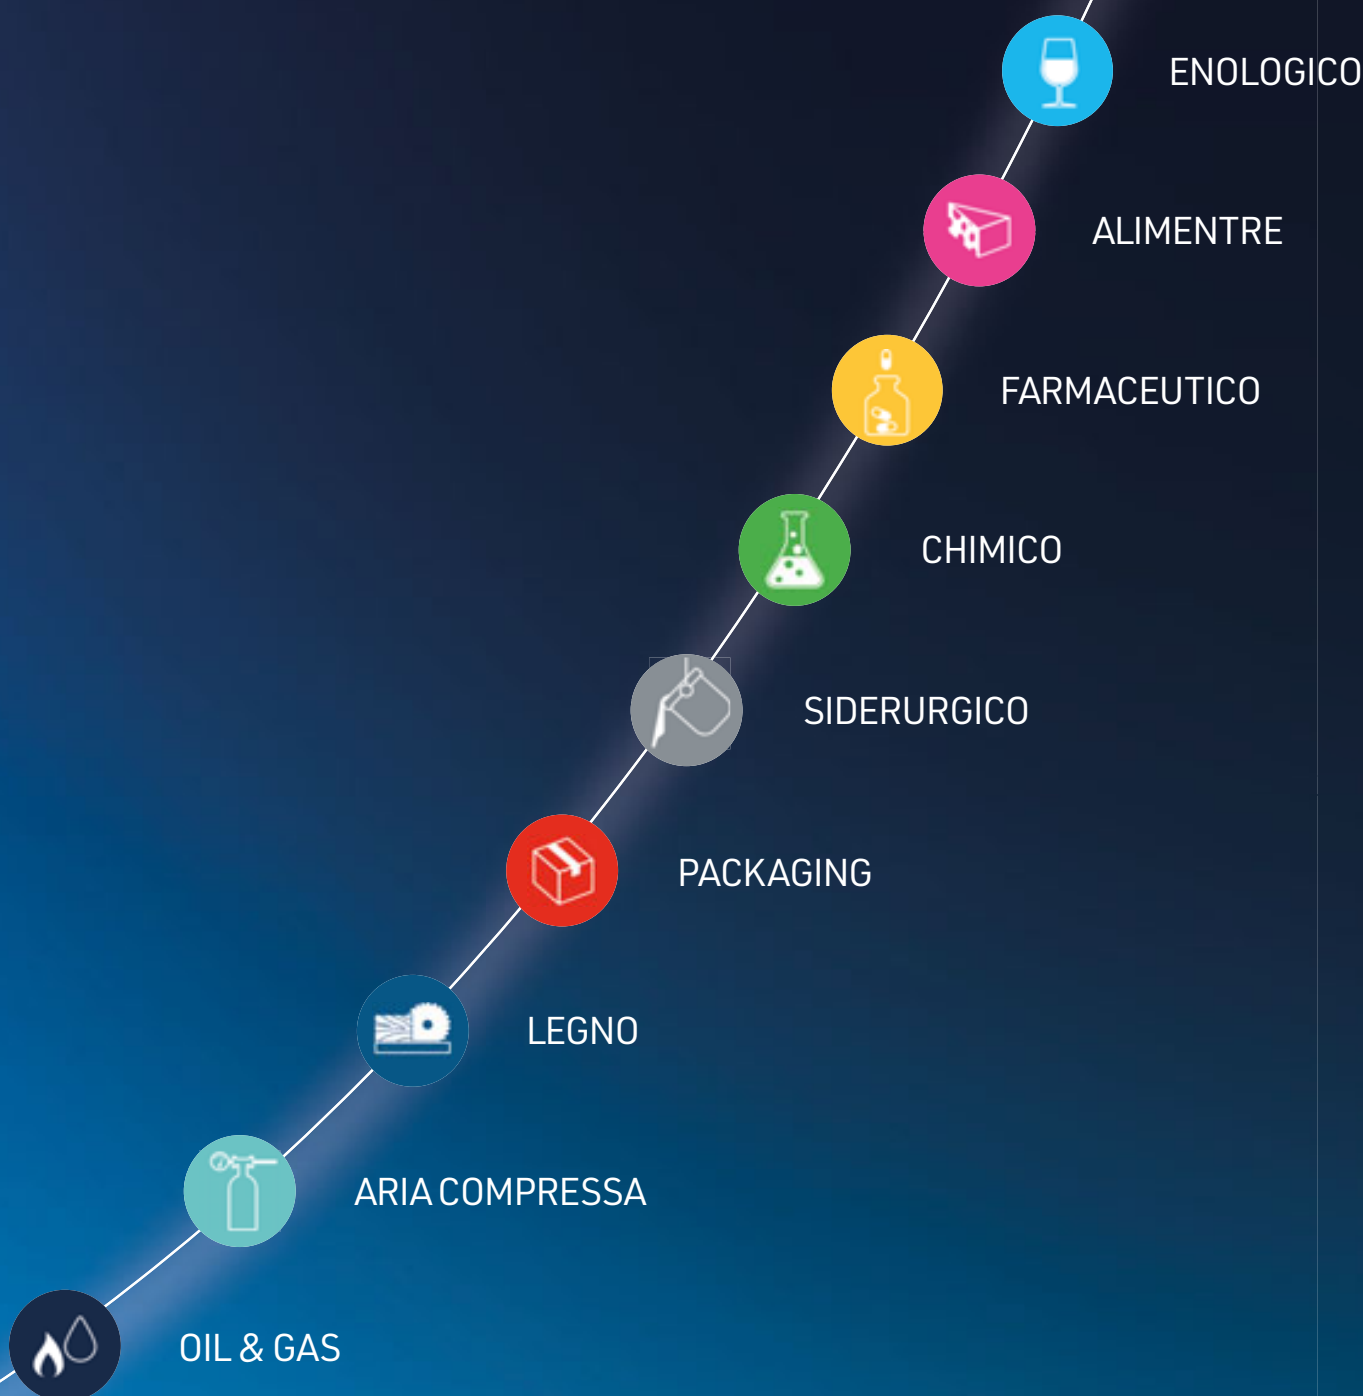 ENOLOGICO
ALIMENTRE
FARMACEUTICO
CHIMICO
SIDERURGICO
PACKAGING
LEGNO
ARIA COMPRESSA
OIL & GAS